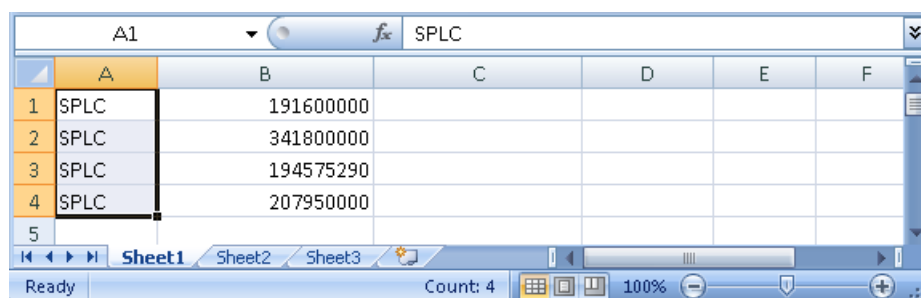 A1 fx SPLC
A B C D E F
1 SPLC 191600000
2 SPLC 341800000
3 SPLC 194575290
4 SPLC 207950000
5
Sheet1 Sheet2 Sheet3
Ready Count: 4 100%